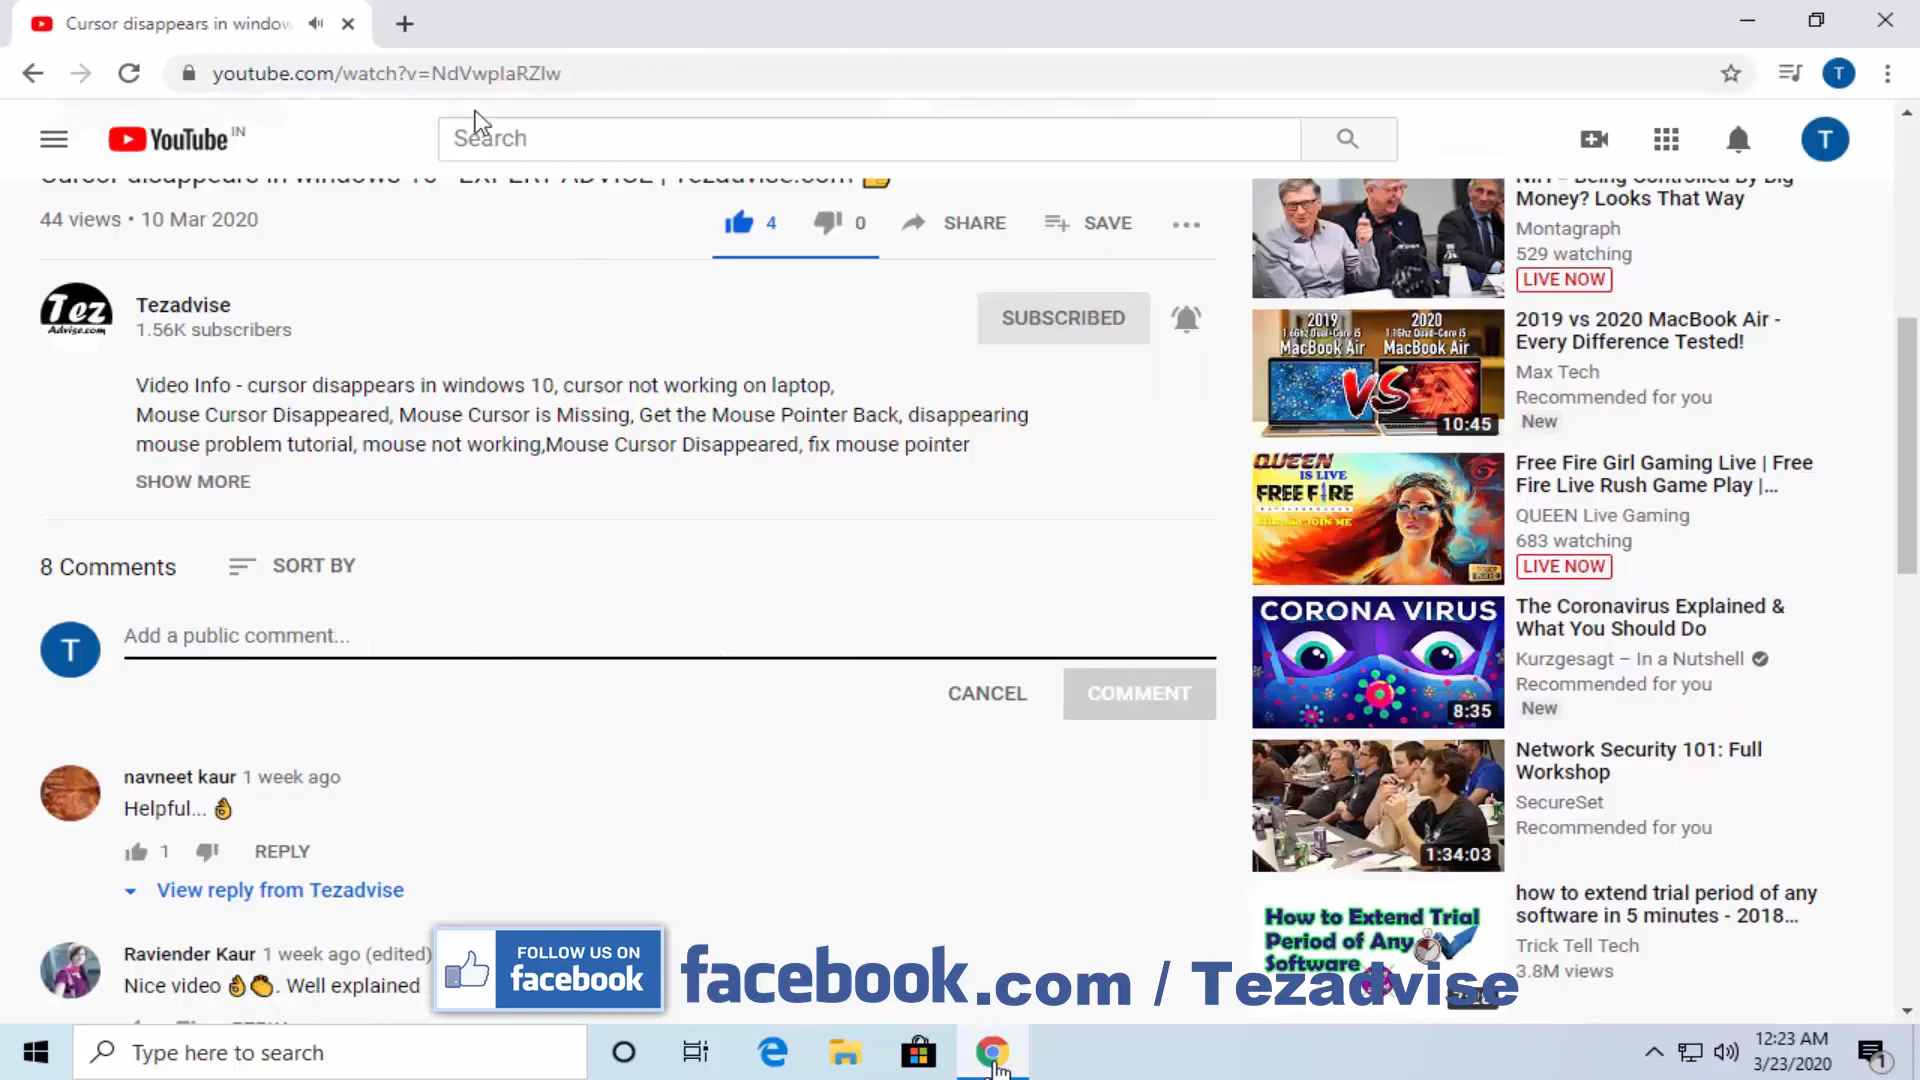 Cursor disappears in window
youtube.com/watch?v=NdVwpIaRZIw
YouTube IN
Search
T
Cursor disappears in windows 10 - EXPERT ADVICE | Tezadvise.com
44 views • 10 Mar 2020
4
0
SHARE
SAVE
Tez
Advise.com
Tezadvise
1.56K subscribers
SUBSCRIBED
Video Info - cursor disappears in windows 10, cursor not working on laptop,
Mouse Cursor Disappeared, Mouse Cursor is Missing, Get the Mouse Pointer Back, disappearing
mouse problem tutorial, mouse not working,Mouse Cursor Disappeared, fix mouse pointer
SHOW MORE
8 Comments
SORT BY
T
Add a public comment...
CANCEL
COMMENT
navneet kaur 1 week ago
Helpful... 👌
1
REPLY
View reply from Tezadvise
Raviender Kaur 1 week ago (edited)
Nice video 👌👏. Well explained
NIH – Being Controlled By Big
Money? Looks That Way
Montagraph
529 watching
LIVE NOW
2019
1.6Ghz Dual-Core i5
MacBook Air
2020
1.1Ghz Quad-Core i5
MacBook Air
VS
10:45
2019 vs 2020 MacBook Air -
Every Difference Tested!
Max Tech
Recommended for you
New
QUEEN
IS LIVE
FREE FIRE
Free Fire Girl Gaming Live | Free
Fire Live Rush Game Play |...
QUEEN Live Gaming
683 watching
LIVE NOW
CORONA VIRUS
8:35
The Coronavirus Explained &
What You Should Do
Kurzgesagt – In a Nutshell
Recommended for you
New
1:34:03
Network Security 101: Full
Workshop
SecureSet
Recommended for you
How to Extend Trial
Period of Any
Software
how to extend trial period of any
software in 5 minutes - 2018...
Trick Tell Tech
3.8M views
FOLLOW US ON
facebook
facebook.com / Tezadvise
Type here to search
12:23 AM
3/23/2020
1
T